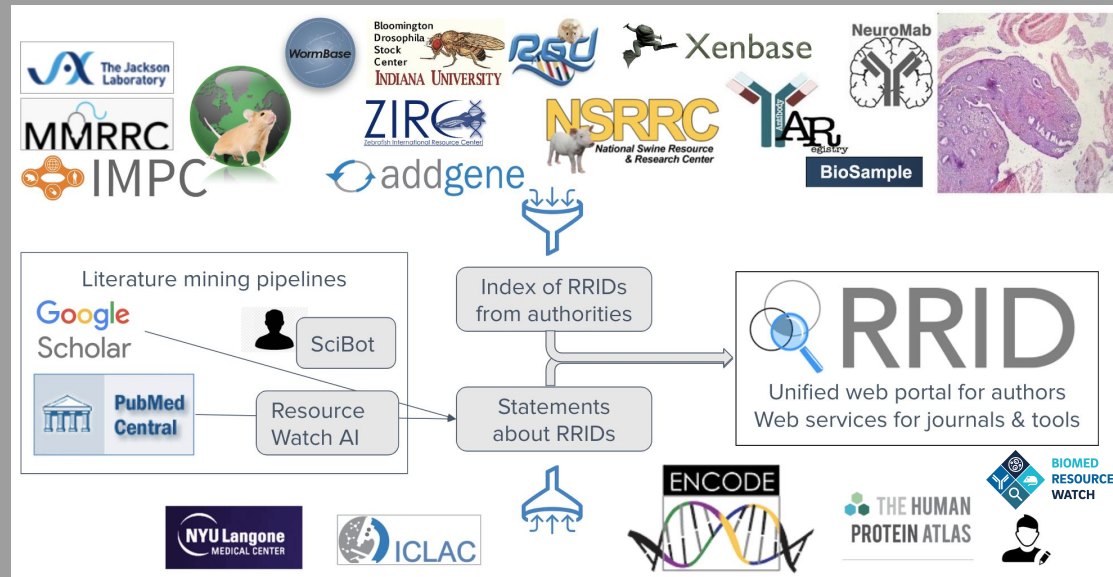 The Jackson
Laboratory
MMRRC
IMPC
WormBase
Bloomington
Drosophila
Stock
Center
INDIANA UNIVERSITY
RGD
Xenbase
NeuroMab
ZIRC
Zebrafish International Resource Center
addgene
NSRRC
National Swine Resource
& Research Center
Antibody
AR
egistry
BioSample
Literature mining pipelines
Google
Scholar
SciBot
PubMed
Central
Resource
Watch AI
Index of RRIDs
from authorities
Statements
about RRIDs
RRID
Unified web portal for authors
Web services for journals & tools
NYU Langone
MEDICAL CENTER
ICLAC
ENCODE
THE HUMAN
PROTEIN ATLAS
BIOMED
RESOURCE
WATCH